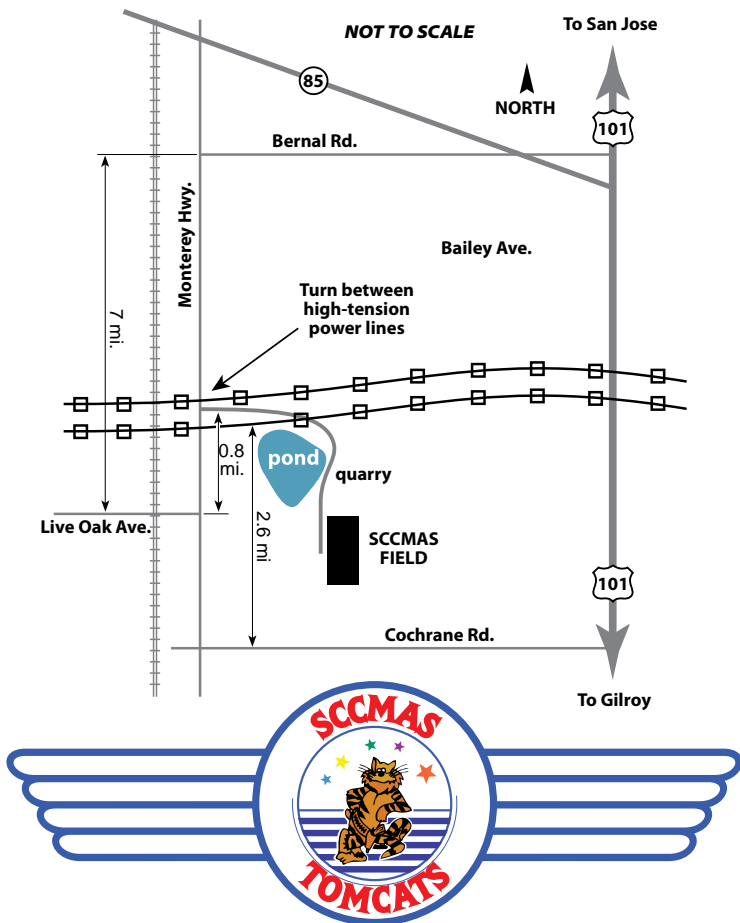 NOT TO SCALE
To San Jose
85
NORTH
101
Bernal Rd.
Monterey Hwy.
Bailey Ave.
7 mi.
Turn between
high-tension
power lines
0.8
mi.
pond
quarry
2.6 mi
Live Oak Ave.
SCCMAS
FIELD
101
Cochrane Rd.
To Gilroy
SCCMAS
TOMCATS